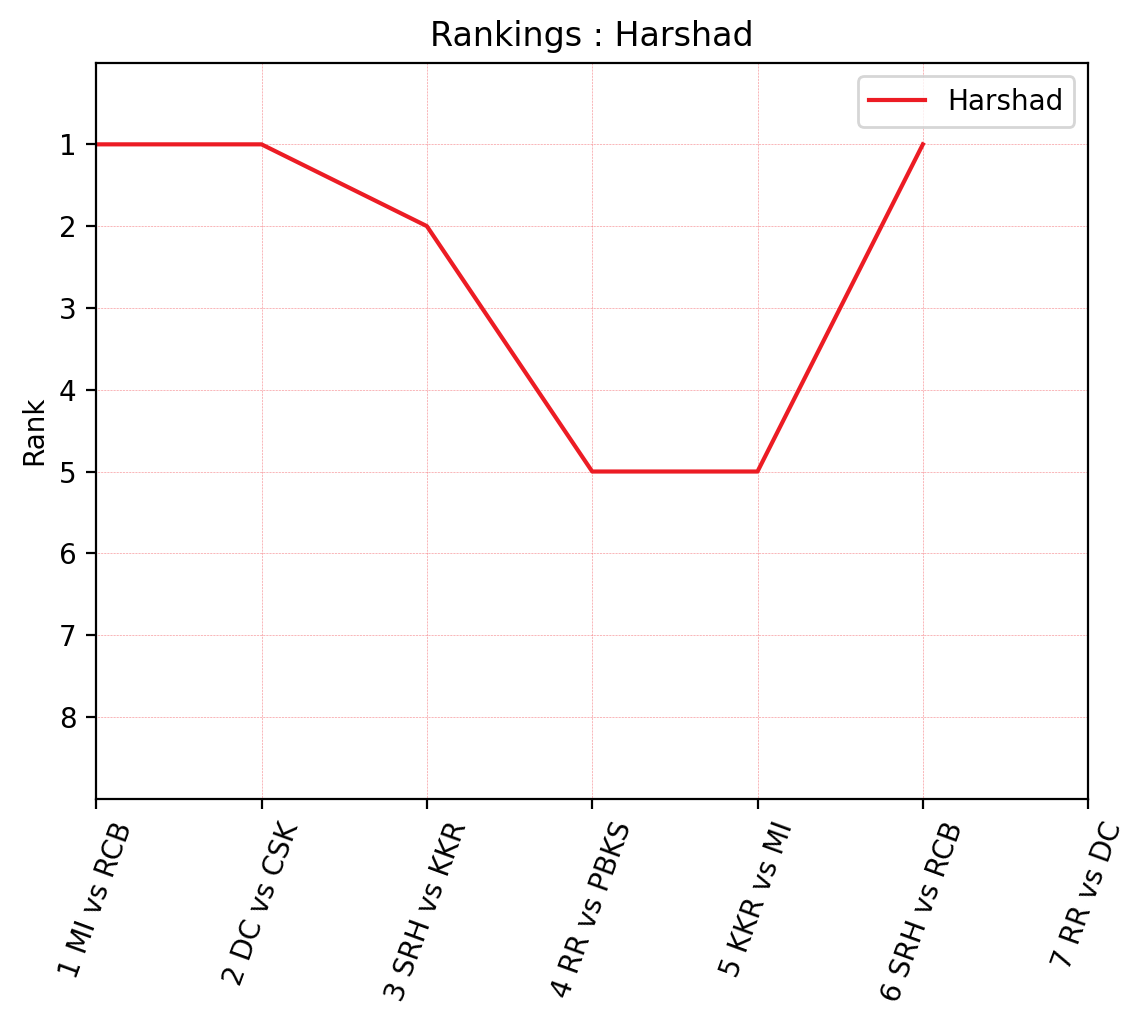 Rankings : Harshad
Harshad
Rank
1
2
3
4
5
6
7
8
1 MI vs RCB
2 DC vs CSK
3 SRH vs KKR
4 RR vs PBKS
5 KKR vs MI
6 SRH vs RCB
7 RR vs DC